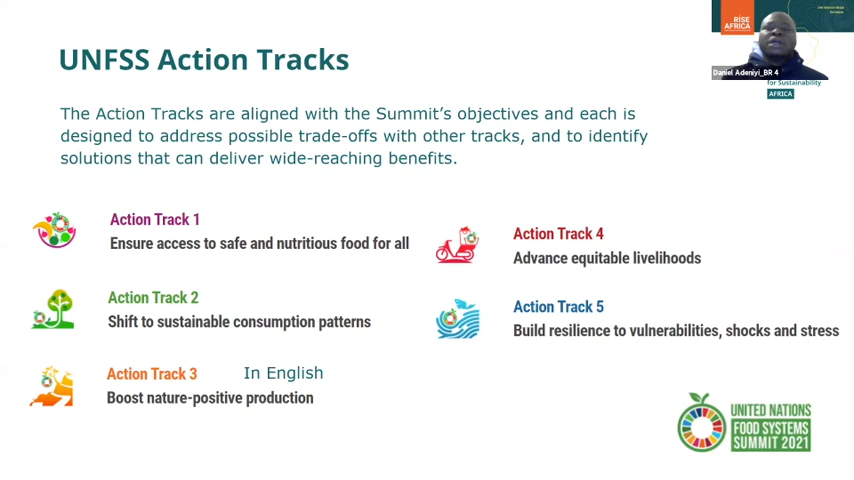 UNFSS Action Tracks
The Action Tracks are aligned with the Summit's objectives and each is
designed to address possible trade-offs with other tracks, and to identify
solutions that can deliver wide-reaching benefits.
Action Track 1
Ensure access to safe and nutritious food for all
Action Track 2
Shift to sustainable consumption patterns
Action Track 3
In English
Boost nature-positive production
Action Track 4
Advance equitable livelihoods
Action Track 5
Build resilience to vulnerabilities, shocks and stress
UNITED NATIONS
FOOD SYSTEMS
SUMMIT 2021
RISE
AFRICA
Daniel Adeniyi_BR 4
for Sustainability
AFRICA